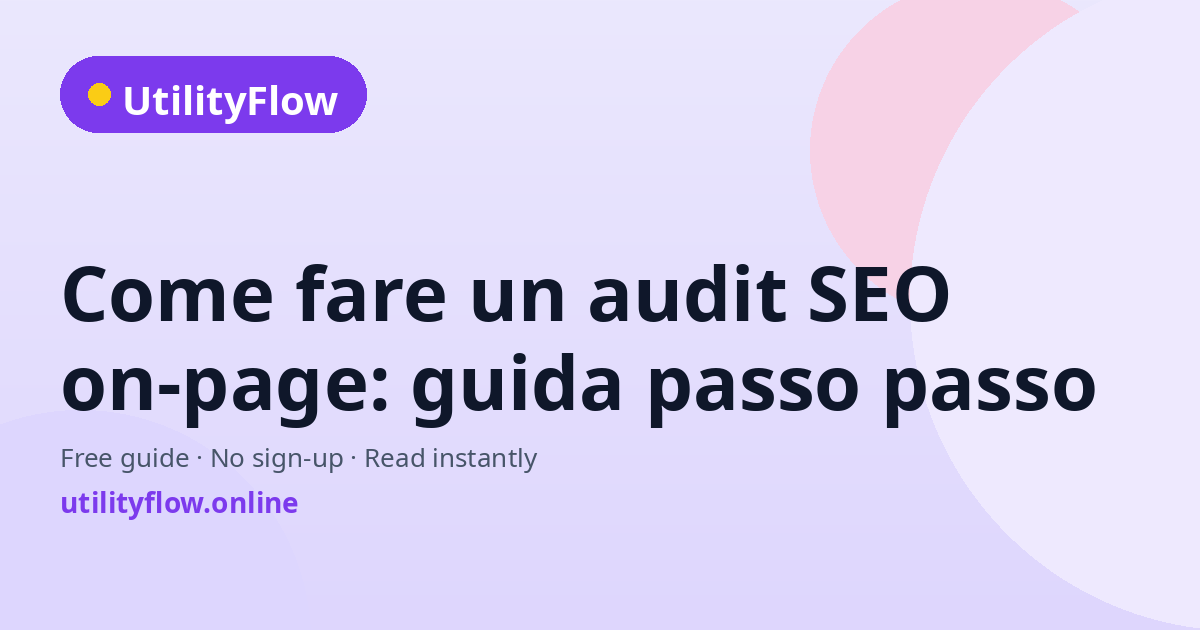 UtilityFlow
Come fare un audit SEO
on-page: guida passo passo
Free guide · No sign-up · Read instantly
utilityflow.online